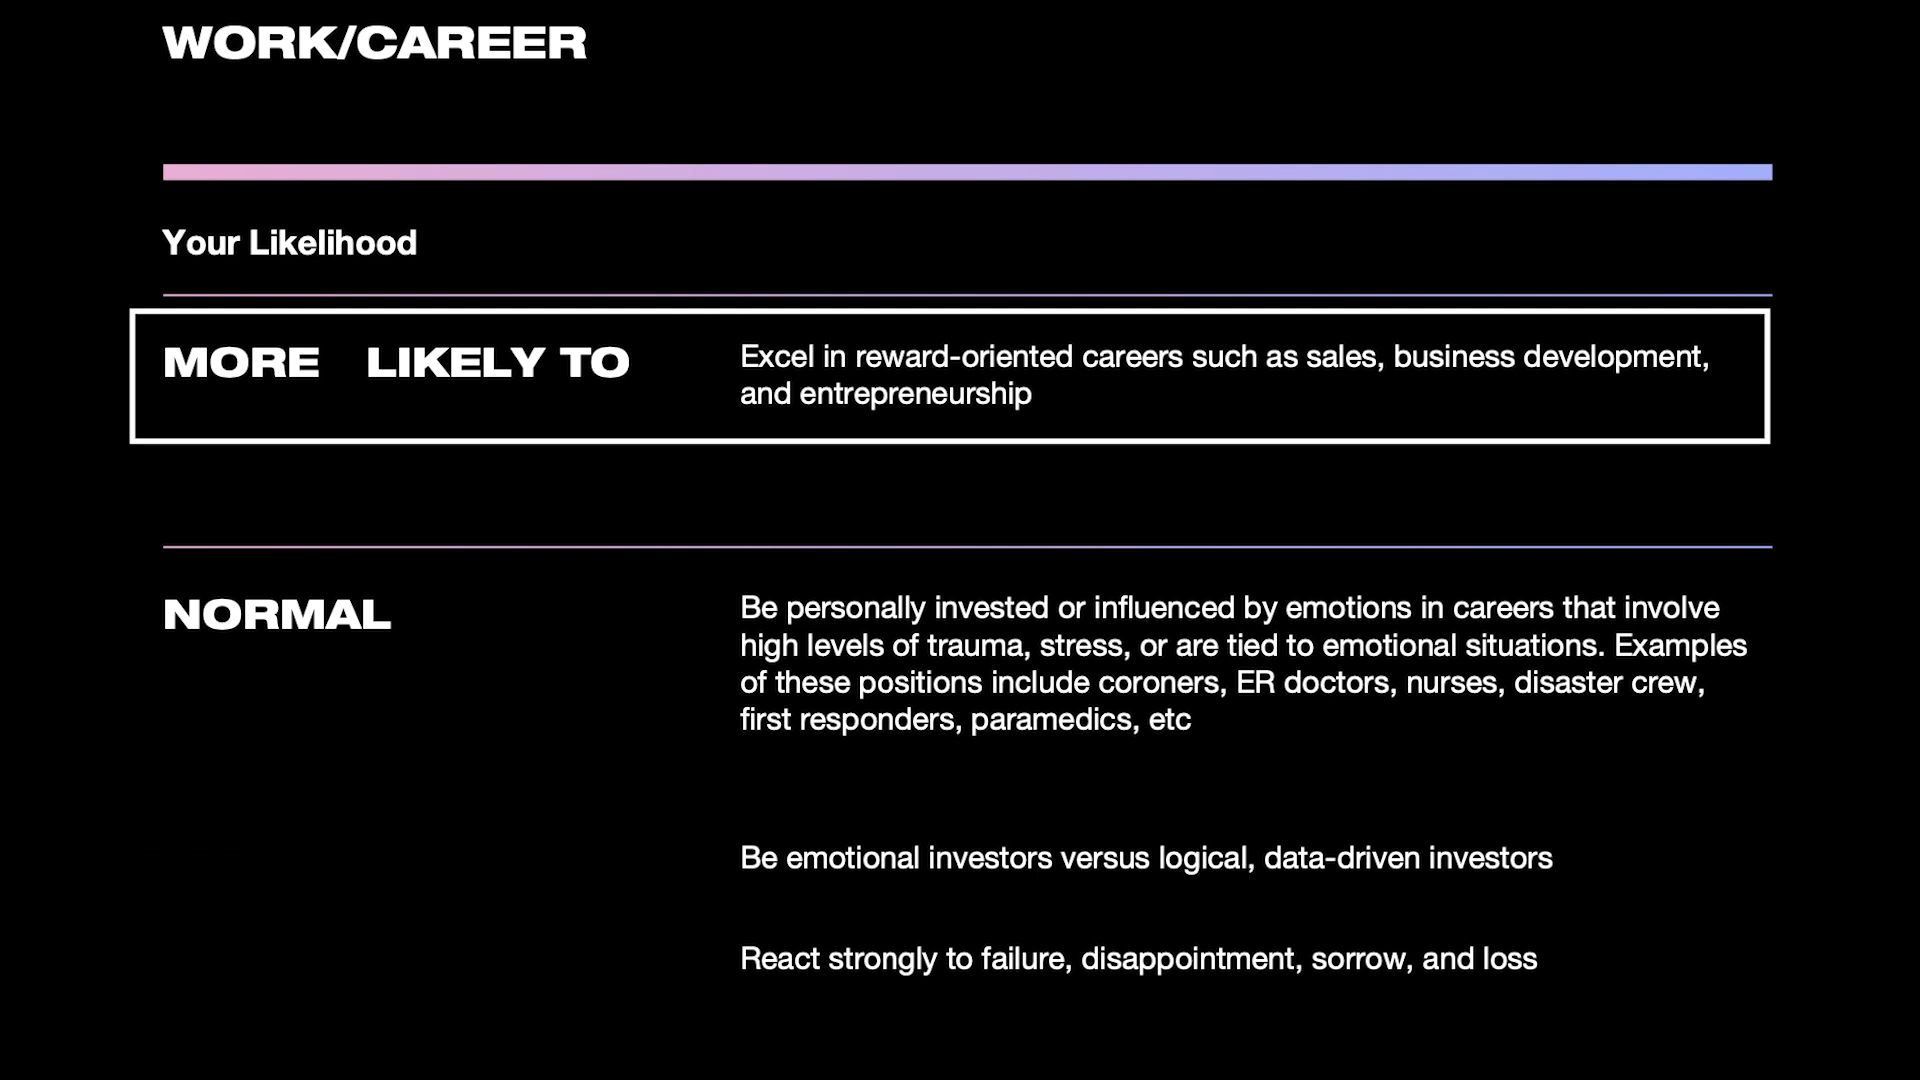 WORK/CAREER
Your Likelihood
MORE LIKELY TO
Excel in reward-oriented careers such as sales, business development,
and entrepreneurship
NORMAL
Be personally invested or influenced by emotions in careers that involve
high levels of trauma, stress, or are tied to emotional situations. Examples
of these positions include coroners, ER doctors, nurses, disaster crew,
first responders, paramedics, etc
Be emotional investors versus logical, data-driven investors
React strongly to failure, disappointment, sorrow, and loss